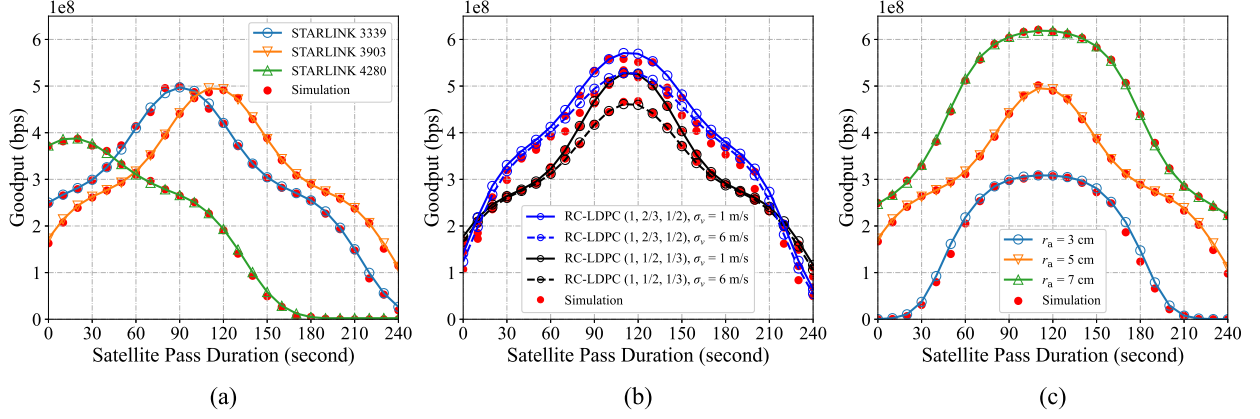 1e8
Goodput (bps)
6
5
4
3
2
1
0
0 30 60 90 120 150 180 210 240
Satellite Pass Duration (second)
STARLINK 3339
STARLINK 3903
STARLINK 4280
Simulation
(a)
1e8
Goodput (bps)
6
5
4
3
2
1
0
0 30 60 90 120 150 180 210 240
Satellite Pass Duration (second)
RC-LDPC (1, 2/3, 1/2), σᵥ = 1 m/s
RC-LDPC (1, 2/3, 1/2), σᵥ = 6 m/s
RC-LDPC (1, 1/2, 1/3), σᵥ = 1 m/s
RC-LDPC (1, 1/2, 1/3), σᵥ = 6 m/s
Simulation
(b)
1e8
Goodput (bps)
6
5
4
3
2
1
0
0 30 60 90 120 150 180 210 240
Satellite Pass Duration (second)
rₐ = 3 cm
rₐ = 5 cm
rₐ = 7 cm
Simulation
(c)